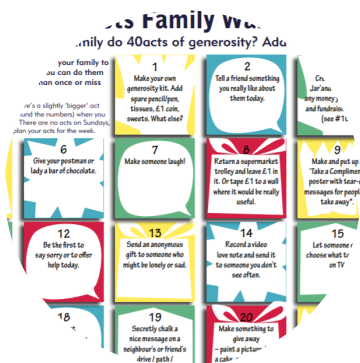 Family
mily do 40acts of generosity? Add
your family to
ou can do them
than once or miss
re's a slightly 'bigger' act
und the numbers) when you
There are no acts on Sundays,
plan your acts for the week.
1
Make your own
generosity kit. Add
spare pencil/pen,
tissues, £1 coin,
sweets. What else?
2
Tell a friend something
you really like about
them today.
Jar'and
any money
and fundrais
(see #1
6
Give your postman or
lady a bar of chocolate.
7
Make someone laugh!
8
Return a supermarket
trolley and leave £1 in
it. Or tape £1 to a wall
where it would be really
useful.
9
Make and put up
"Take a Complimen
poster with tear-
messages for peopl
take away".
12
Be the first to
say sorry or to offer
help today.
13
Send an anonymous
gift to someone who
might be lonely or sad.
14
Record a video
love note and send it
to someone you don't
see often.
15
Let someone
choose what t
on TV
18
19
Secretly chalk a
nice message on a
neighbour's or friend's
drive / path /
20
Make something to
give away
– paint a picture
a cake